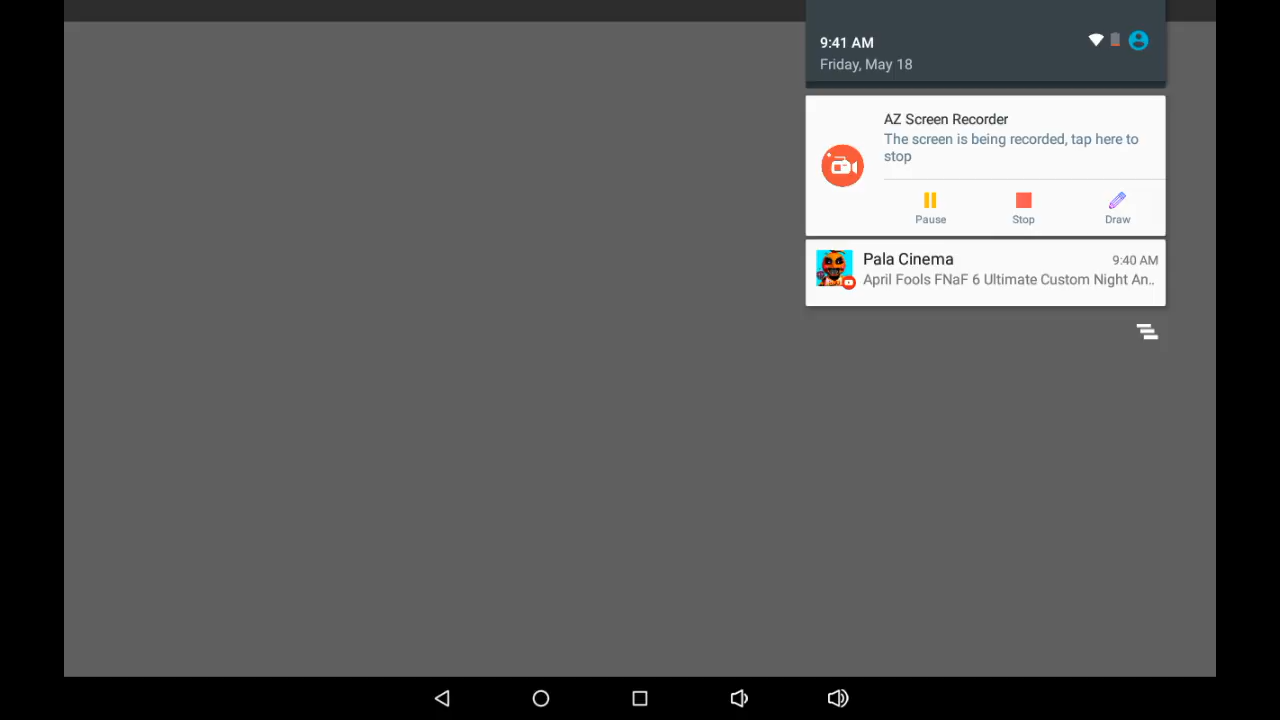 9:41 AM
Friday, May 18
AZ Screen Recorder
The screen is being recorded, tap here to
stop
Pause
Stop
Draw
Pala Cinema
9:40 AM
April Fools FNaF 6 Ultimate Custom Night An..